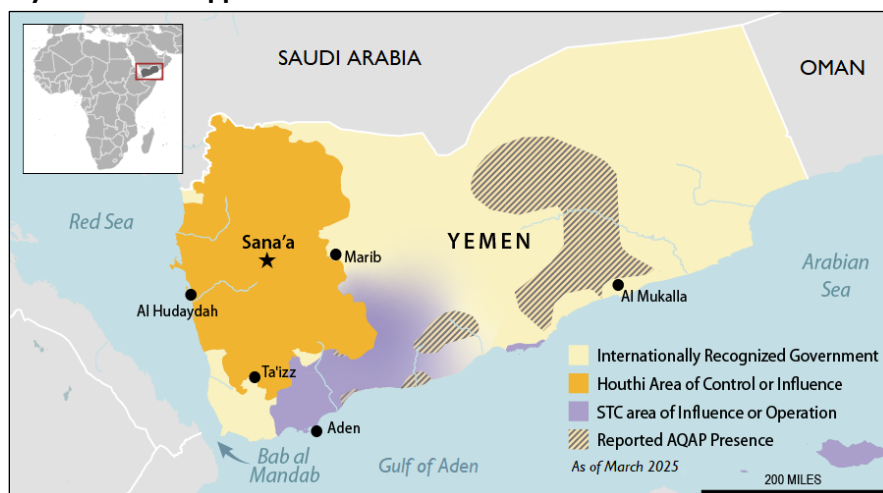 SAUDI ARABIA
OMAN
Red Sea
Sana'a
YEMEN
Marib
Arabian
Sea
Al Hudaydah
Al Mukalla
Ta'izz
Aden
Bab al
Mandab
Gulf of Aden
Internationally Recognized Government
Houthi Area of Control or Influence
STC area of Influence or Operation
Reported AQAP Presence
As of March 2025
200 MILES